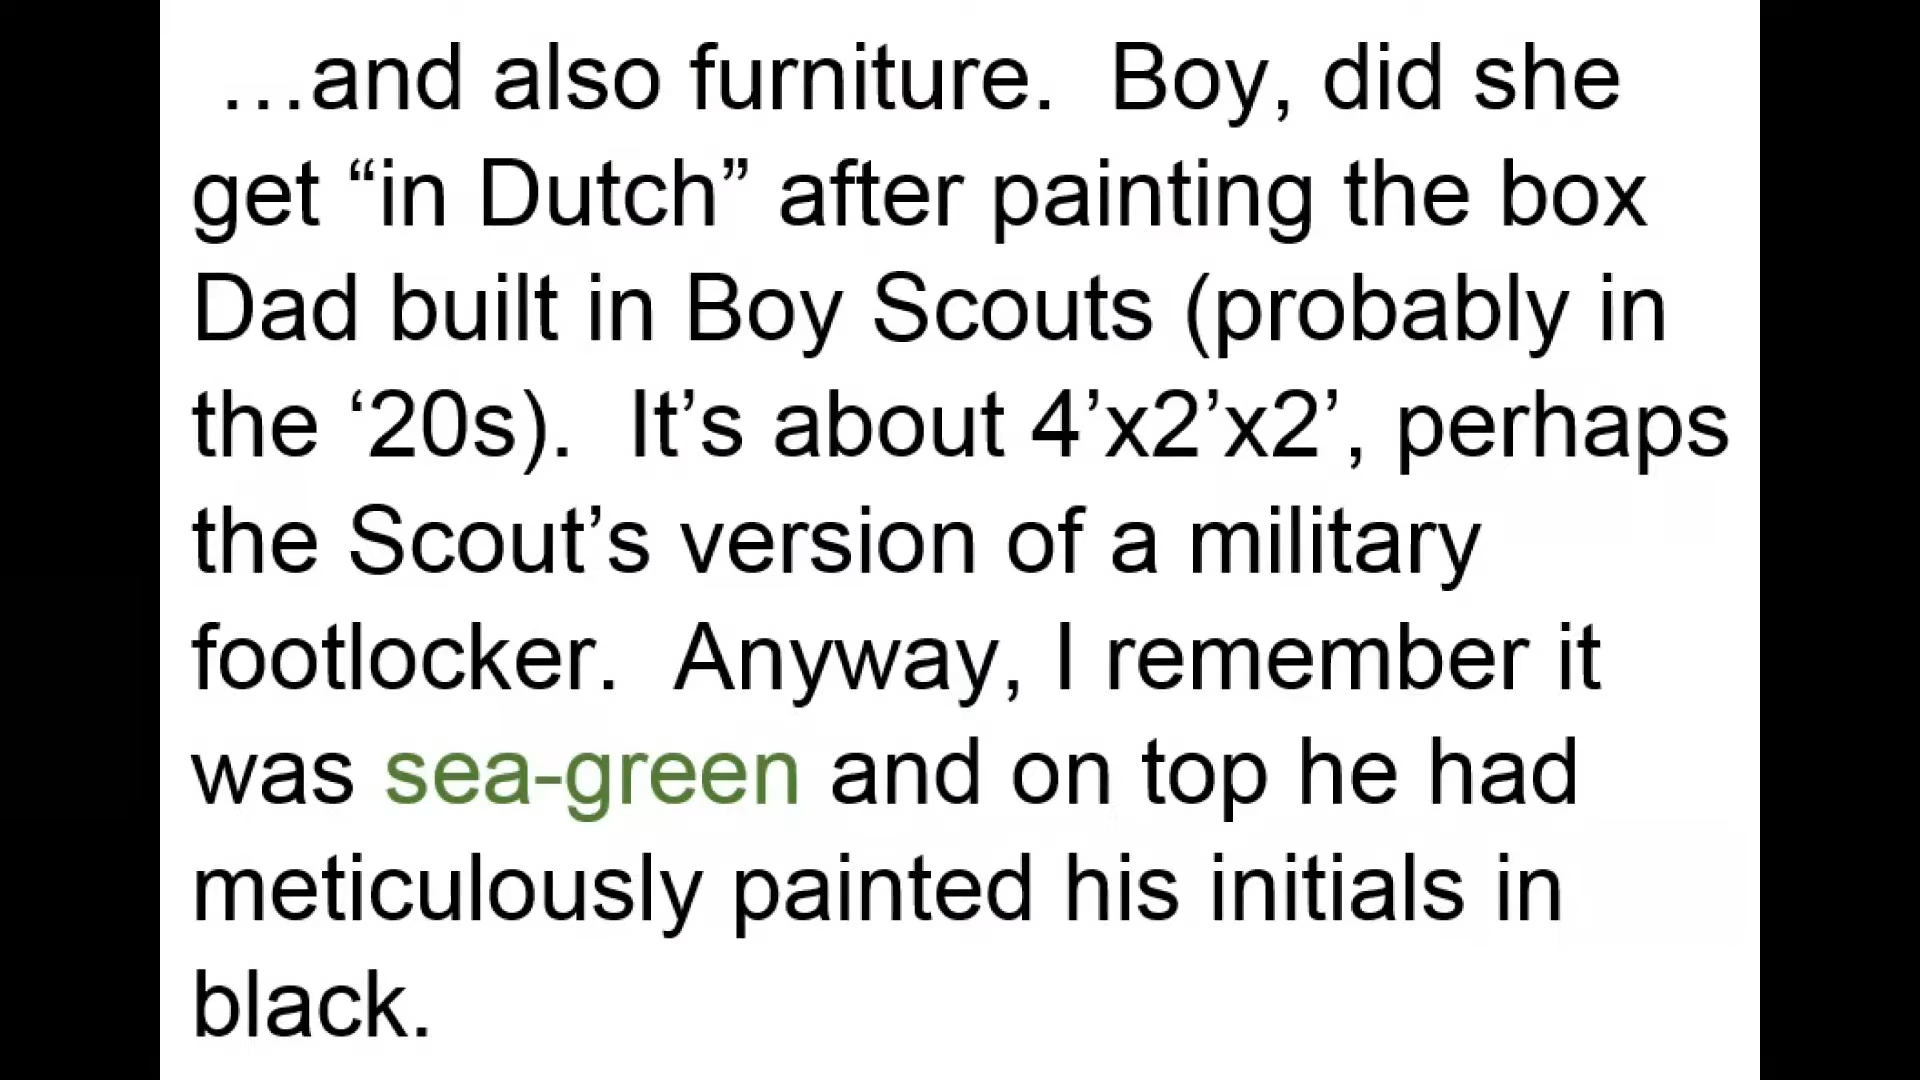 …and also furniture.  Boy, did she
get “in Dutch” after painting the box
Dad built in Boy Scouts (probably in
the ‘20s).  It’s about 4’x2’x2’, perhaps
the Scout’s version of a military
footlocker.  Anyway, I remember it
was sea-green and on top he had
meticulously painted his initials in
black.